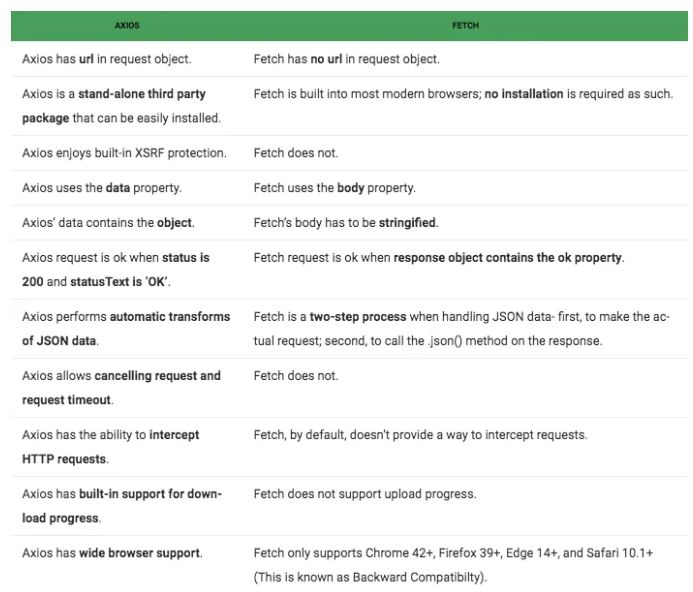 AXIOS FETCH
Axios has url in request object. Fetch has no url in request object.
Axios is a stand-alone third party Fetch is built into most modern browsers; no installation is required as such.
package that can be easily installed.
Axios enjoys built-in XSRF protection. Fetch does not.
Axios uses the data property. Fetch uses the body property.
Axios' data contains the object. Fetch's body has to be stringified.
Axios request is ok when status is Fetch request is ok when response object contains the ok property.
200 and statusText is 'OK'.
Axios performs automatic transforms Fetch is a two-step process when handling JSON data- first, to make the ac-
of JSON data. tual request; second, to call the .json() method on the response.
Axios allows cancelling request and Fetch does not.
request timeout.
Axios has the ability to intercept Fetch, by default, doesn't provide a way to intercept requests.
HTTP requests.
Axios has built-in support for down- Fetch does not support upload progress.
load progress.
Axios has wide browser support. Fetch only supports Chrome 42+, Firefox 39+, Edge 14+, and Safari 10.1+
(This is known as Backward Compatibilty).